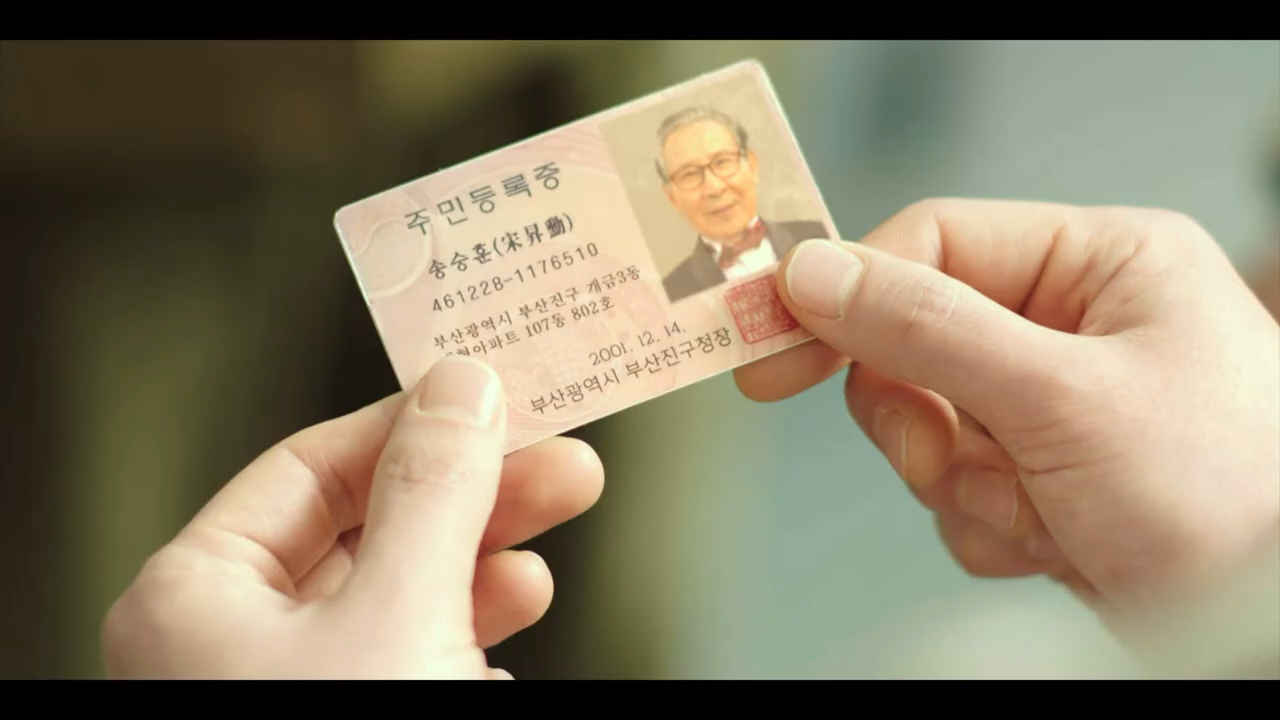 주민등록증
송승훈(宋昇勳)
461228-1176510
부산광역시 부산진구 개금3동
아파트 107동 802호
2001. 12. 14.
부산광역시 부산진구청장